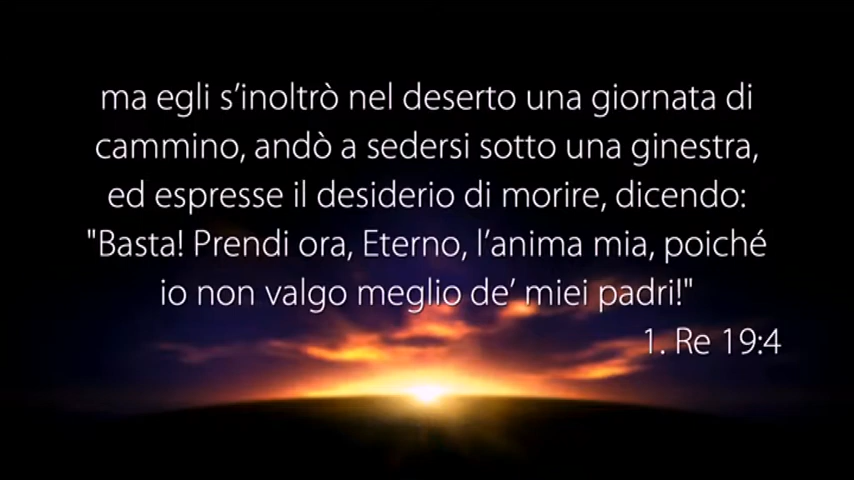 ma egli s’inoltrò nel deserto una giornata di
cammino, andò a sedersi sotto una ginestra,
ed espresse il desiderio di morire, dicendo:
"Basta! Prendi ora, Eterno, l’anima mia, poiché
io non valgo meglio de’ miei padri!"
1. Re 19:4